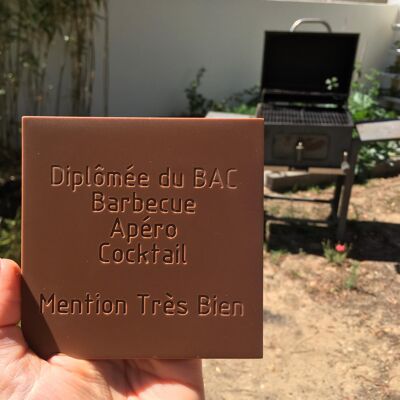 Diplômée du BAC
Barbecue
Apéro
Cocktail
Mention Très Bien